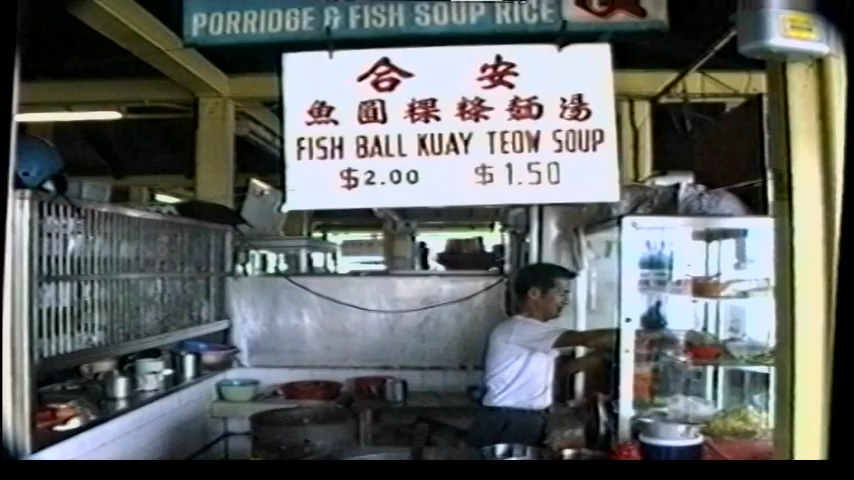 PORRIDGE & FISH SOUP RICE
合 安
魚圓粿條麵湯
FISH BALL KUAY TEOW SOUP
$2.00 $1.50